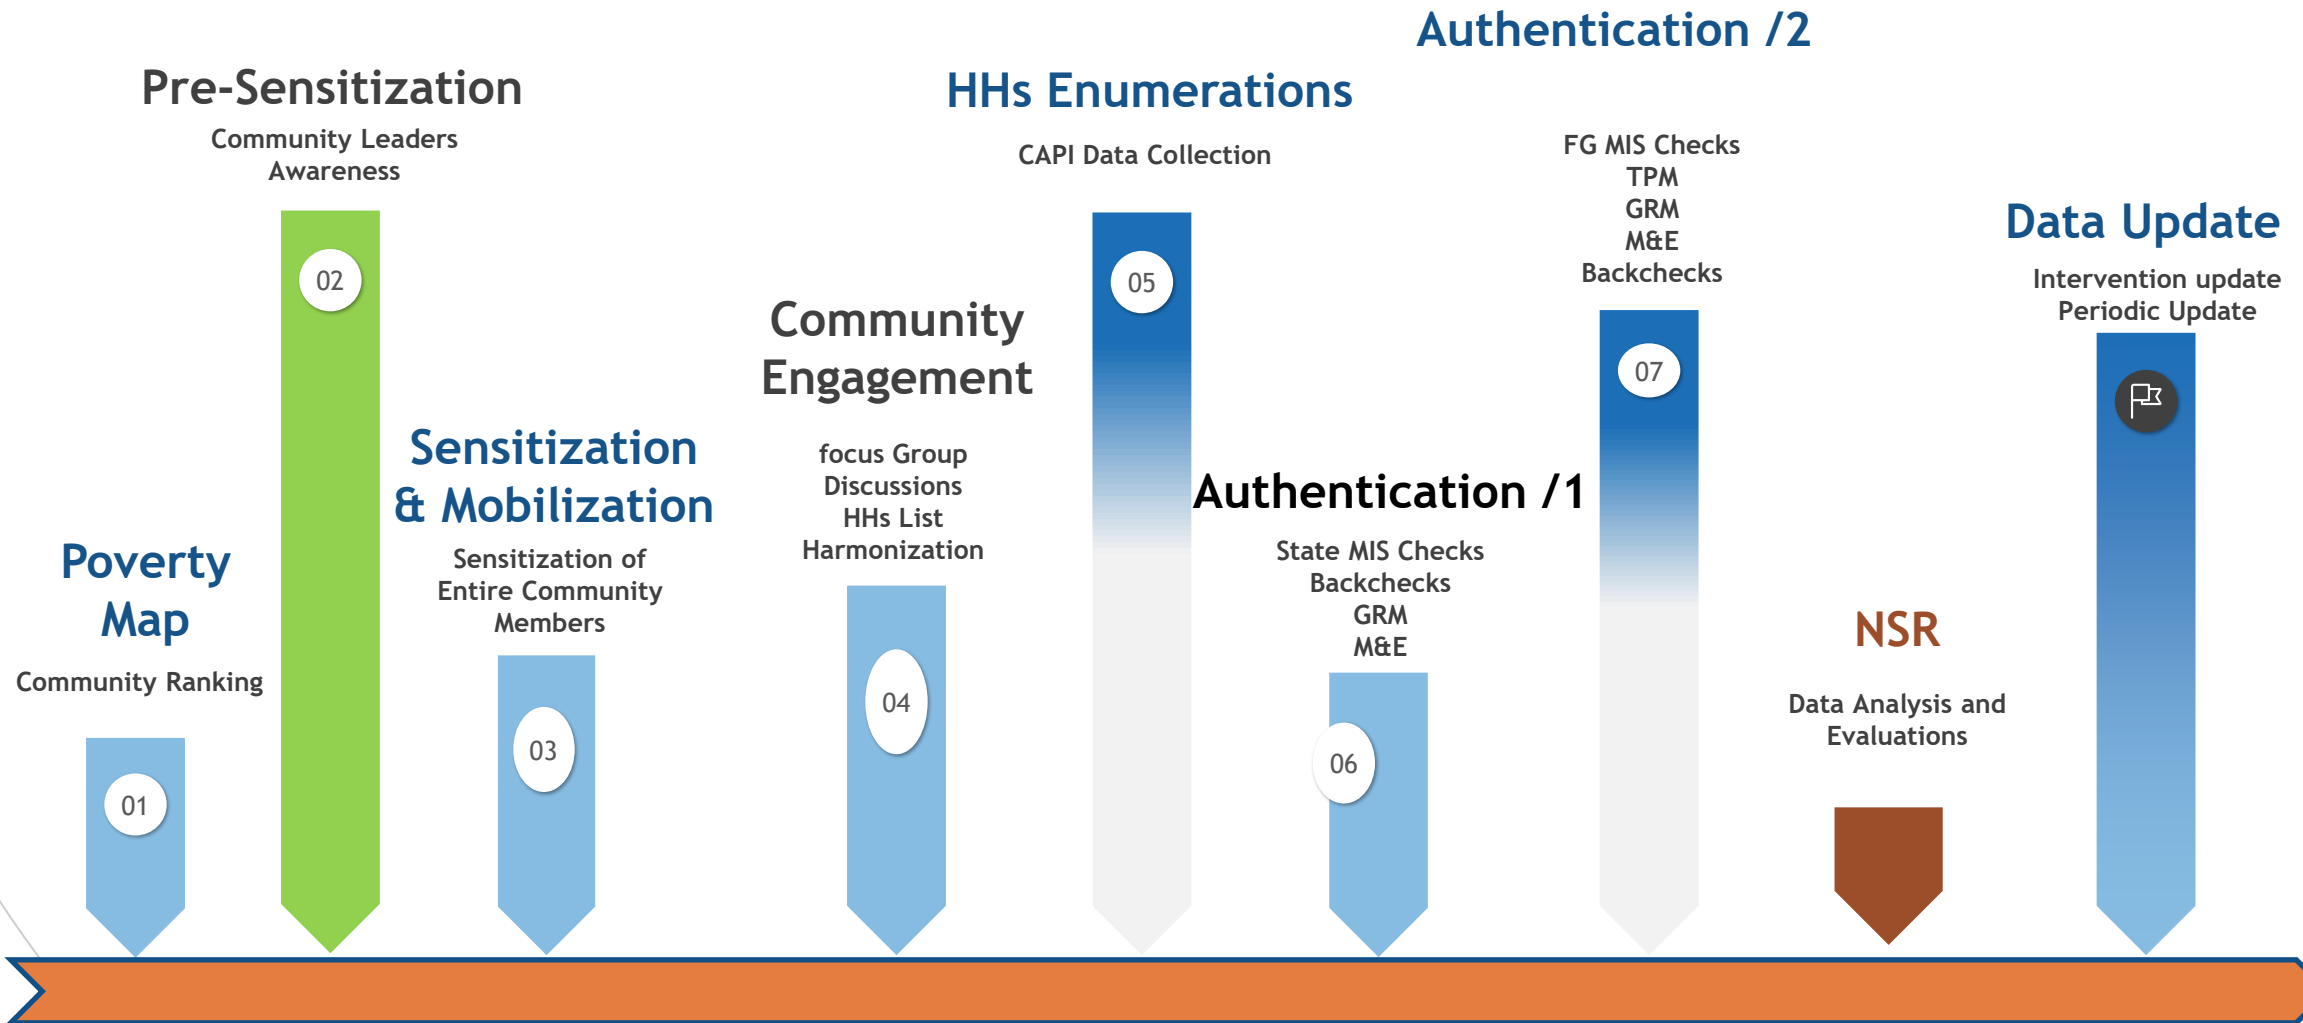 Poverty
Map
Community Ranking
01
Pre-Sensitization
Community Leaders
Awareness
02
Sensitization
& Mobilization
Sensitization of
Entire Community
Members
03
Community
Engagement
focus Group
Discussions
HHs List
Harmonization
04
HHs Enumerations
CAPI Data Collection
05
Authentication /1
State MIS Checks
Backchecks
GRM
M&E
06
Authentication /2
FG MIS Checks
TPM
GRM
M&E
Backchecks
07
NSR
Data Analysis and
Evaluations
Data Update
Intervention update
Periodic Update